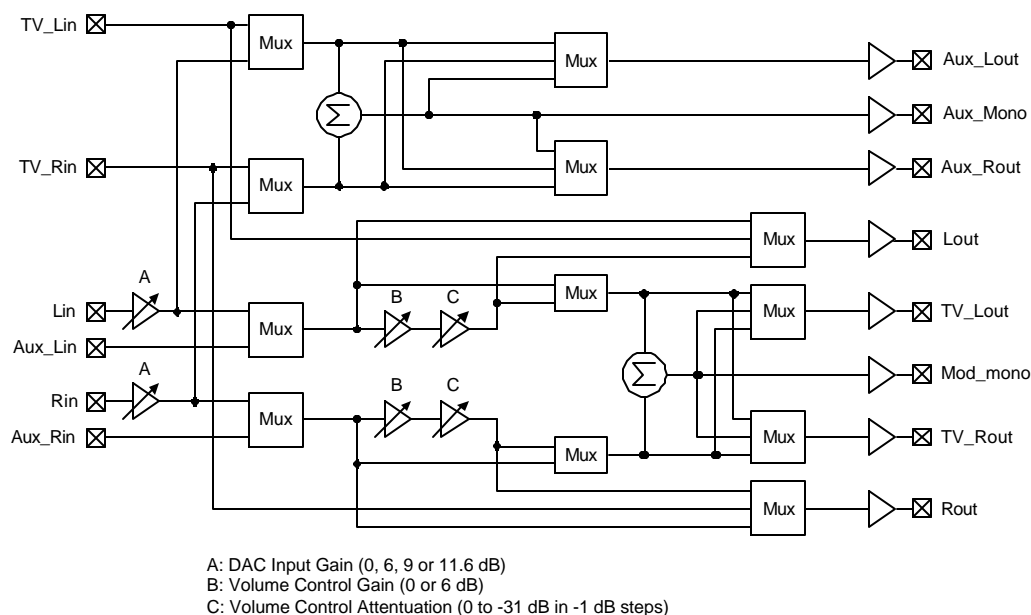 TV_Lin
Mux
Mux
Aux_Lout
Σ
Aux_Mono
TV_Rin
Mux
Mux
Aux_Rout
Mux
Lout
A
Lin
B
C
Mux
Mux
Mux
TV_Lout
Aux_Lin
Σ
Mod_mono
A
Rin
B
C
Mux
Aux_Rin
Mux
Mux
TV_Rout
Mux
Rout
A: DAC Input Gain (0, 6, 9 or 11.6 dB)
B: Volume Control Gain (0 or 6 dB)
C: Volume Control Attentuation (0 to -31 dB in -1 dB steps)